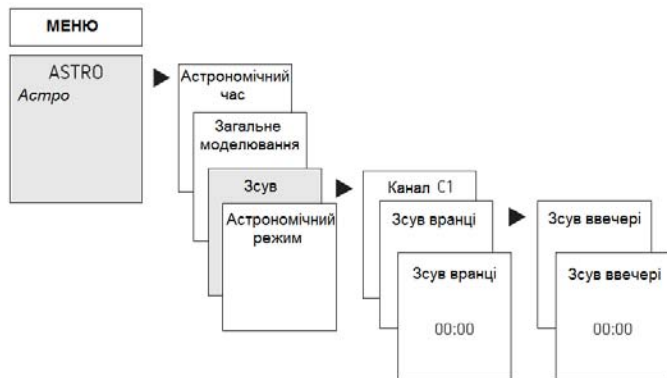 МЕНЮ
ASTRO
Астро
Астрономічний
час
Загальне
моделювання
Зсув
Астрономічний
режим
Канал C1
Зсув вранці
Зсув вранці
00:00
Зсув ввечері
Зсув ввечері
00:00